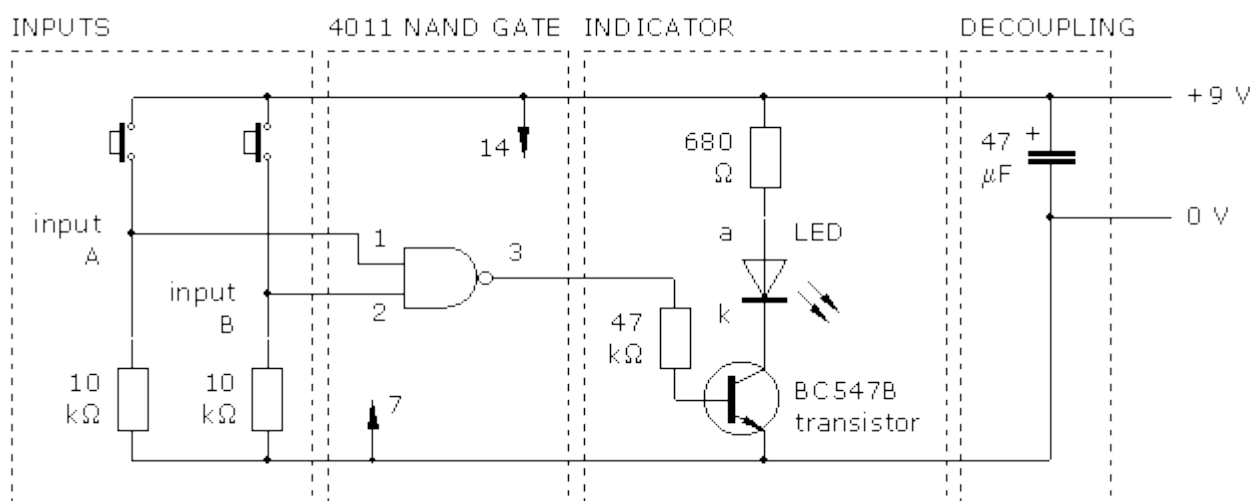 INPUTS
4011 NAND GATE
INDICATOR
DECOUPLING
+9 V
14
680
Ω
47
+
μF
0 V
input
A
1
3
a
LED
input
B
2
k
47
kΩ
10
kΩ
10
kΩ
7
BC547B
transistor